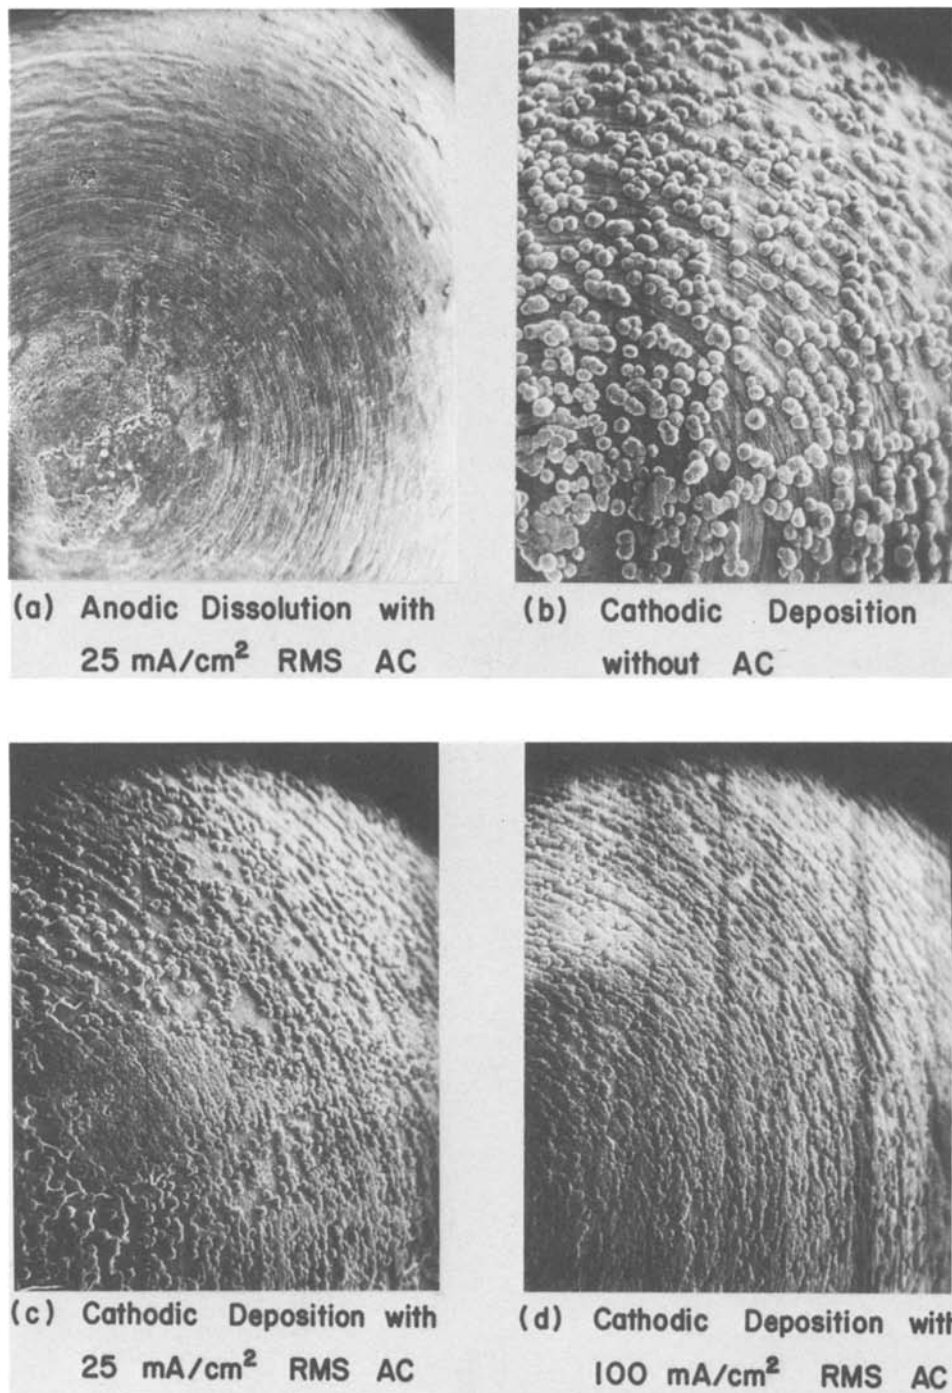 (a) Anodic Dissolution with
25 mA/cm² RMS AC
(b) Cathodic Deposition
without AC
(c) Cathodic Deposition with
25 mA/cm² RMS AC
(d) Cathodic Deposition with
100 mA/cm² RMS AC